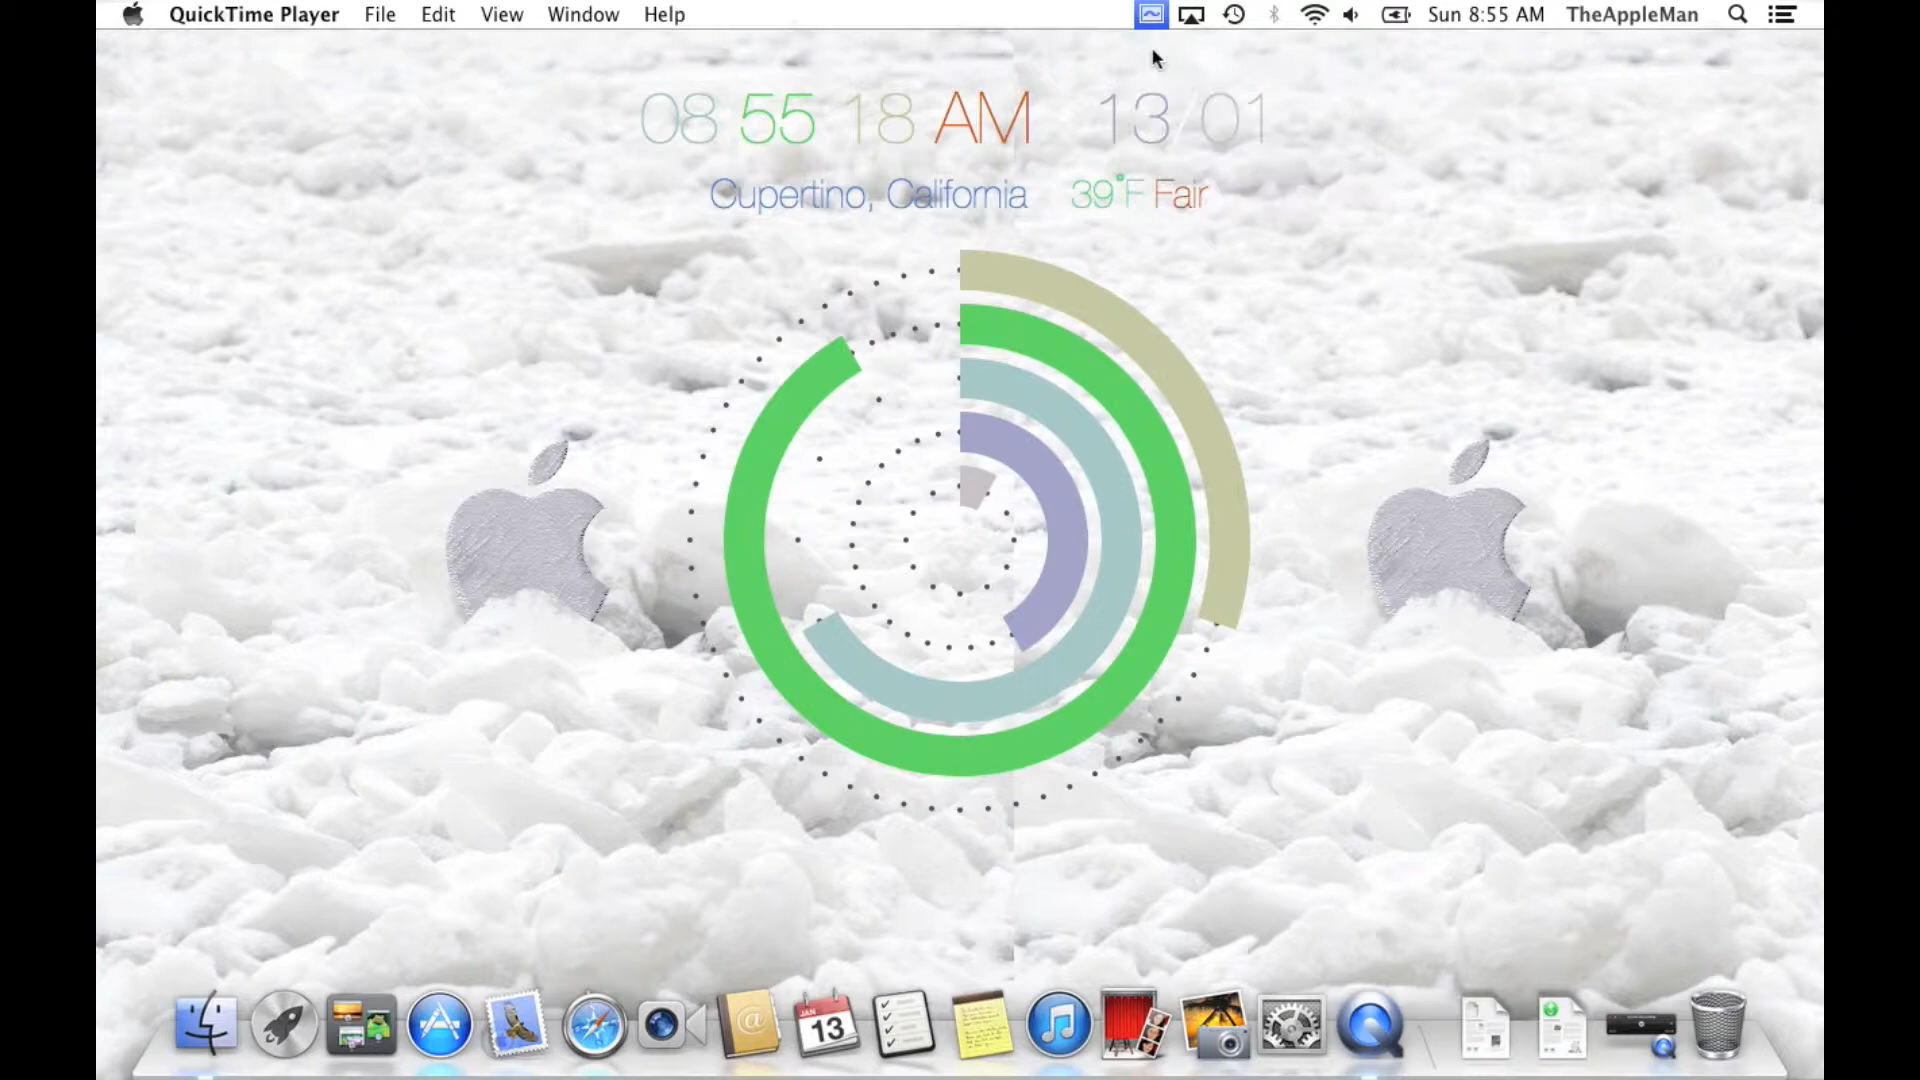 QuickTime Player File Edit View Window Help Sun 8:55 AM TheAppleMan
08 55 18 AM 13/01
Cupertino, California 39°F Fair
JAN
13